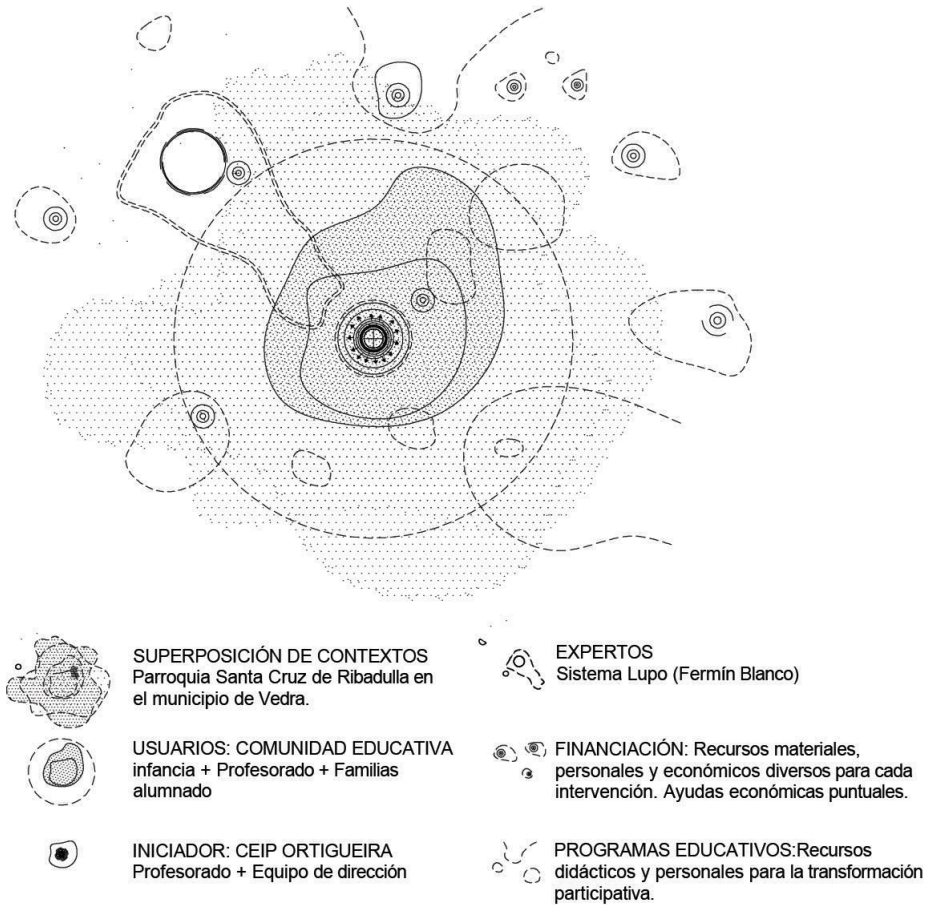 SUPERPOSICIÓN DE CONTEXTOS
Parroquia Santa Cruz de Ribadulla en
el municipio de Vedra.
USUARIOS: COMUNIDAD EDUCATIVA
infancia + Profesorado + Familias
alumnado
INICIADOR: CEIP ORTIGUEIRA
Profesorado + Equipo de dirección
EXPERTOS
Sistema Lupo (Fermín Blanco)
FINANCIACIÓN: Recursos materiales,
personales y económicos diversos para cada
intervención. Ayudas económicas puntuales.
PROGRAMAS EDUCATIVOS:Recursos
didácticos y personales para la transformación
participativa.